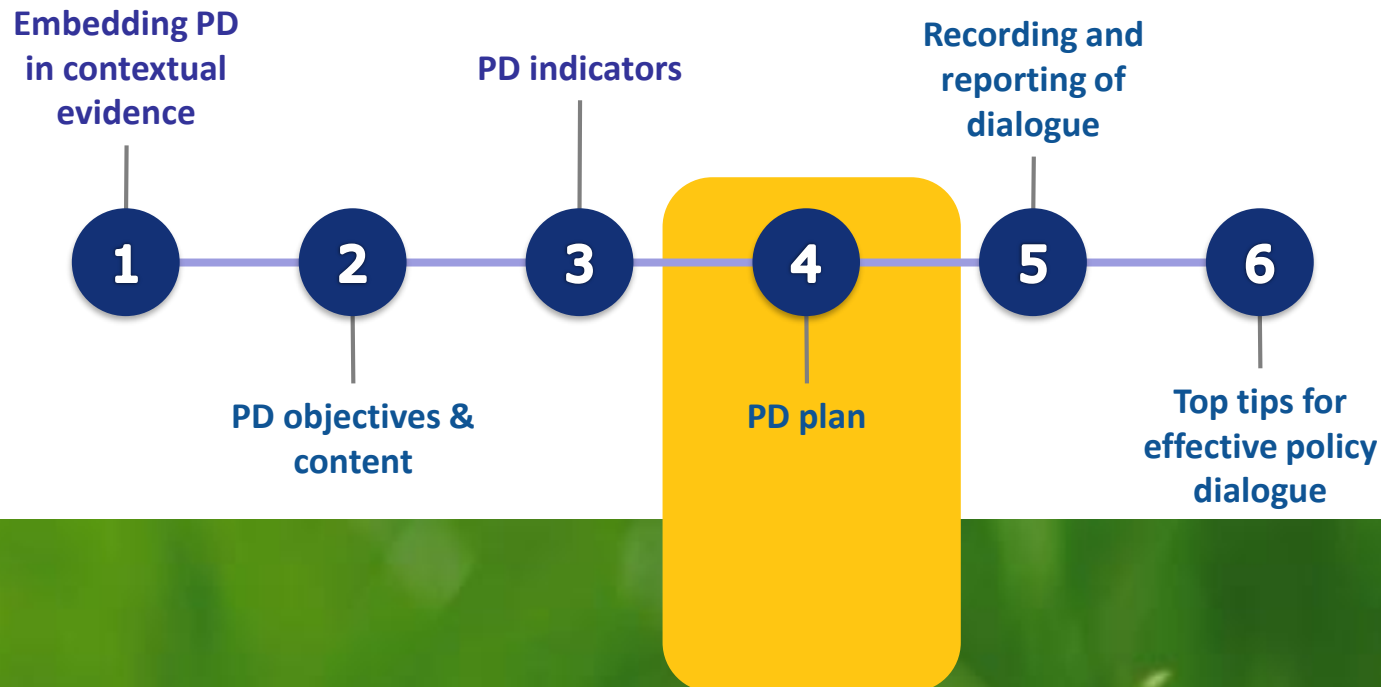 Embedding PD
in contextual
evidence
PD indicators
Recording and
reporting of
dialogue
1
2
3
4
5
6
PD objectives &
content
PD plan
Top tips for
effective policy
dialogue